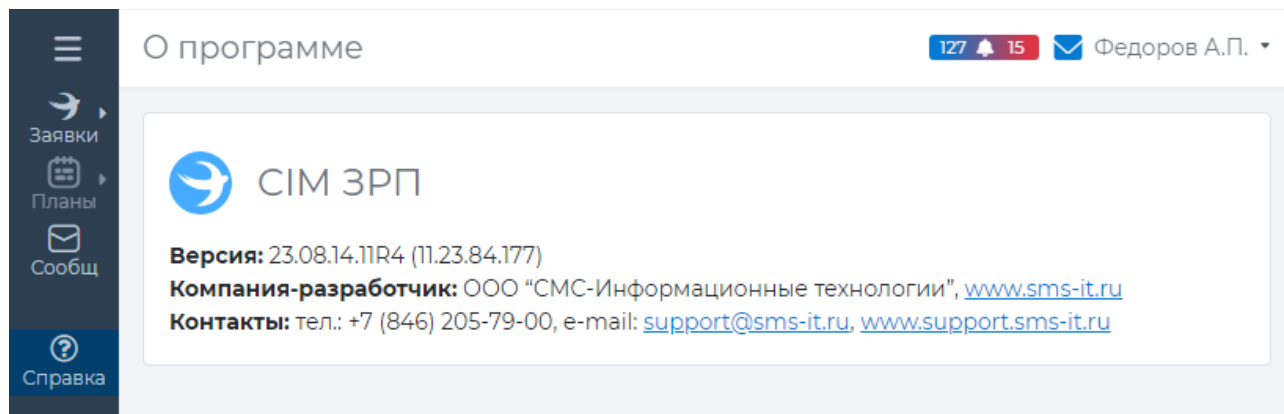 О программе
127 15 Федоров А.П.
Заявки
Планы
Сообщ
Справка
CIM ЗРП
Версия: 23.08.14.11R4 (11.23.84.177)
Компания-разработчик: ООО “СМС-Информационные технологии”, www.sms-it.ru
Контакты: тел.: +7 (846) 205-79-00, e-mail: support@sms-it.ru, www.support.sms-it.ru